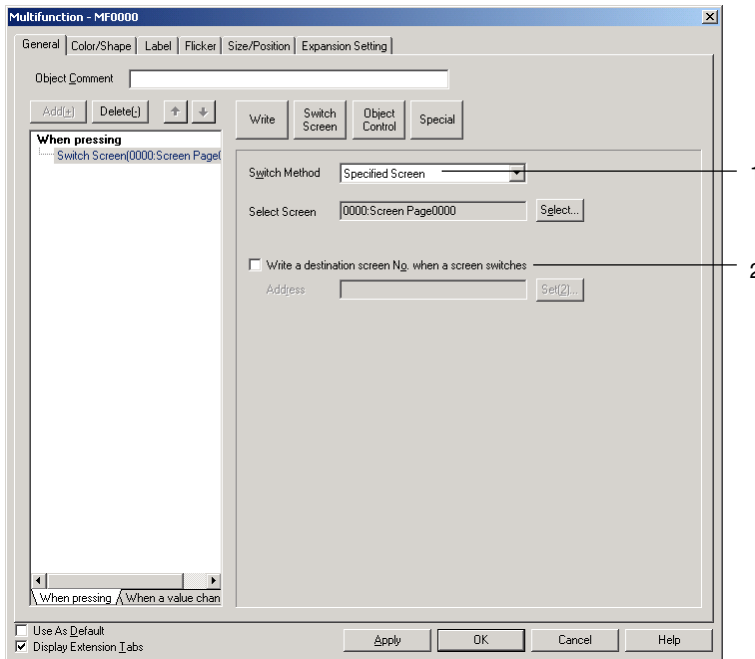 Multifunction - MF0000
General Color/Shape Label Flicker Size/Position Expansion Setting
Object Comment
Add(+) Delete(-)
Write Switch Screen Object Control Special
When pressing
Switch Screen(0000:Screen Page0
Switch Method Specified Screen 1
Select Screen 0000:Screen Page0000 Select...
Write a destination screen No. when a screen switches 2
Address Set(2)...
When pressing When a value chan
Use As Default
Display Extension Tabs
Apply OK Cancel Help